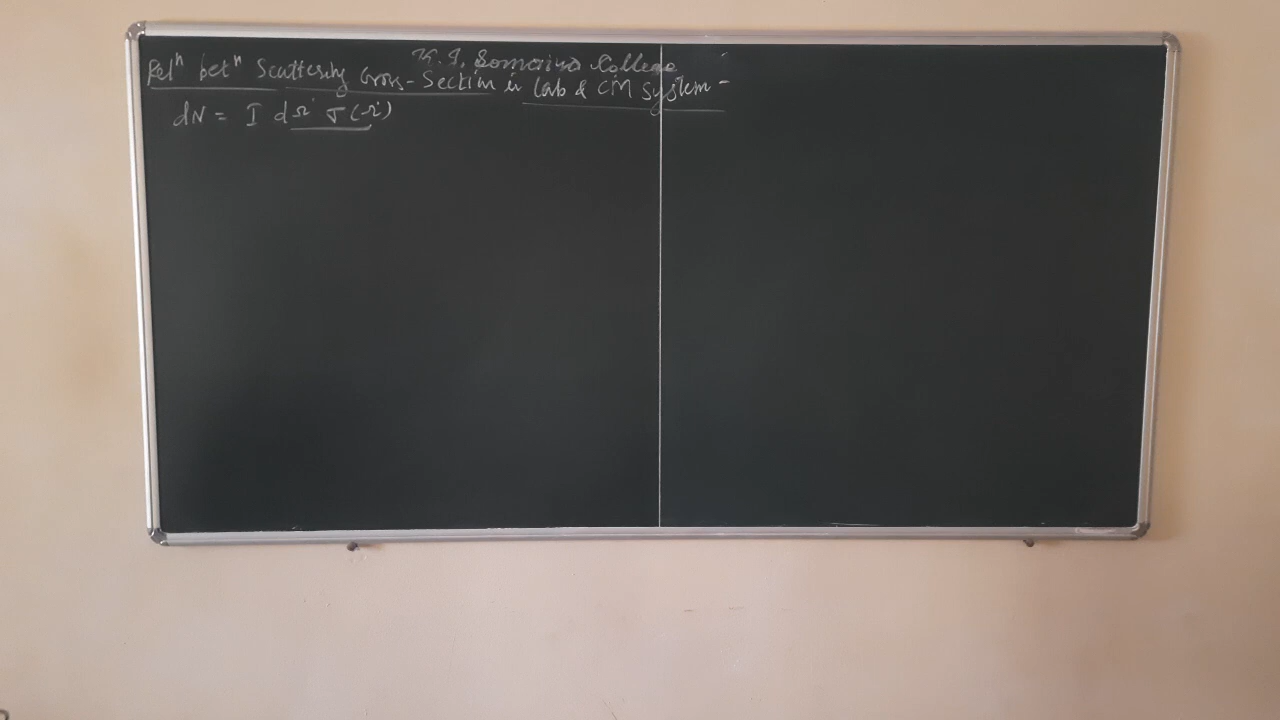 K. J. Somaiya College
Relⁿ betⁿ Scattering Cross-Section in Lab & CM System -
dN = I dΩ' σ(Ω')